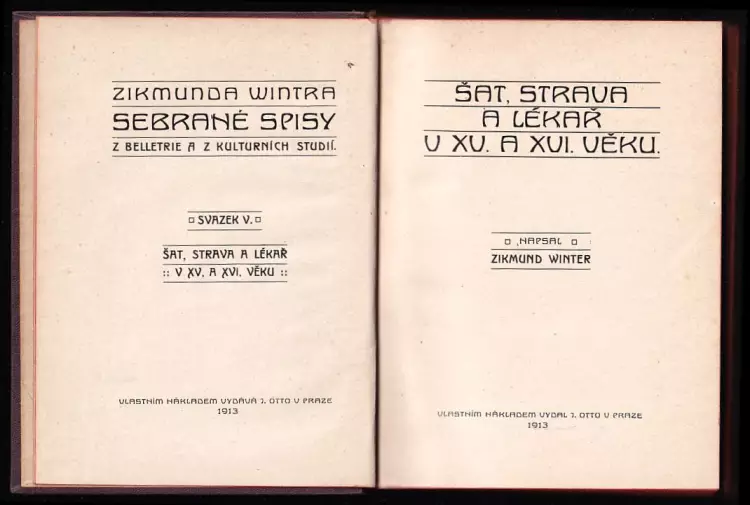 ZIKMUNDA WINTRA
SEBRANÉ SPISY
Z BELLETRIE A Z KULTURNÍCH STUDIÍ.
SVAZEK V.
ŠAT, STRAVA A LÉKAŘ
:: V XV. A XVI. VĚKU ::
VLASTNÍM NÁKLADEM VYDÁVÁ J. OTTO V PRAZE
1913
ŠAT, STRAVA
A LÉKAŘ
V XV. A XVI. VĚKU.
NAPSAL
ZIKMUND WINTER
VLASTNÍM NÁKLADEM VYDAL J. OTTO V PRAZE
1913